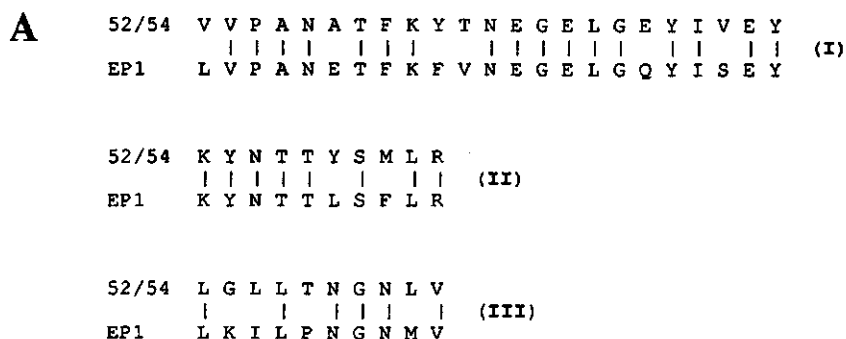 A
52/54 V V P A N A T F K Y T N E G E L G E Y I V E Y
| | | | | | | | | | | | | | | | (I)
EP1 L V P A N E T F K F V N E G E L G Q Y I S E Y
52/54 K Y N T T Y S M L R
| | | | | | | | (II)
EP1 K Y N T T L S F L R
52/54 L G L L T N G N L V
| | | | | | (III)
EP1 L K I L P N G N M V